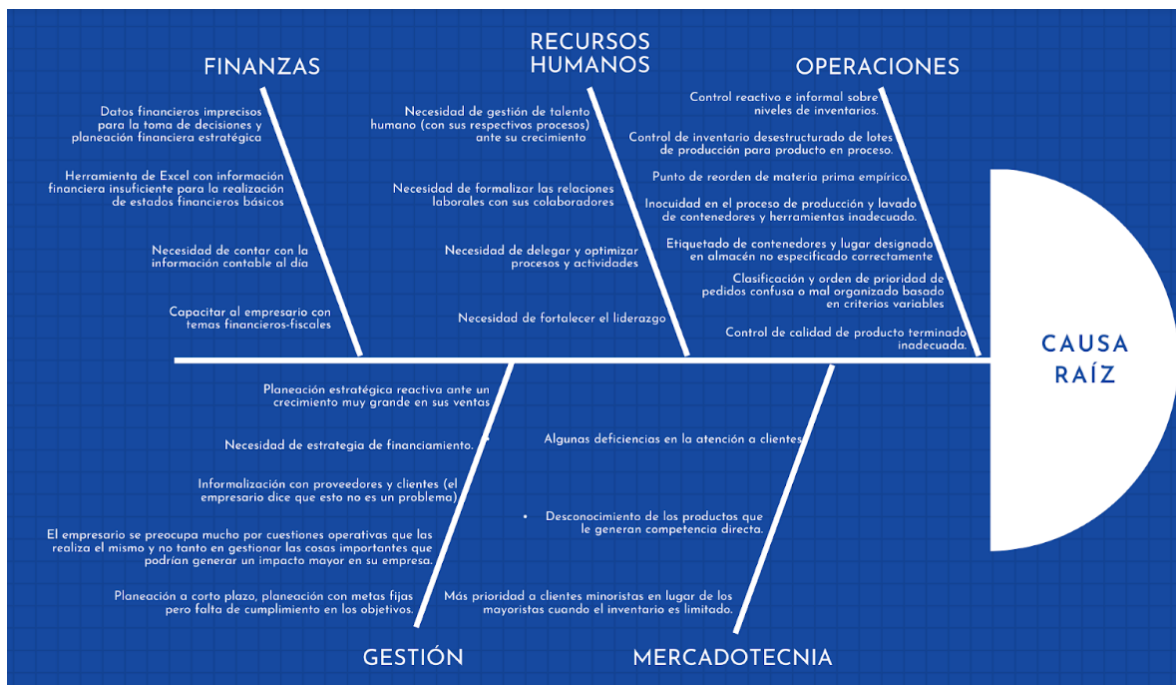 FINANZAS
Datos financieros imprecisos
para la toma de decisiones y
planeación financiera estratégica
Herramienta de Excel con información
financiera insuficiente para la realización
de estados financieros básicos
Necesidad de contar con la
información contable al día
Capacitar al empresario con
temas financieros-fiscales
RECURSOS
HUMANOS
Necesidad de gestión de talento
humano (con sus respectivos procesos)
ante su crecimiento
Necesidad de formalizar las relaciones
laborales con sus colaboradores
Necesidad de delegar y optimizar
procesos y actividades
Necesidad de fortalecer el liderazgo
OPERACIONES
Control reactivo e informal sobre
niveles de inventarios.
Control de inventario desestructurado de lotes
de producción para producto en proceso.
Punto de reorden de materia prima empírico.
Inocuidad en el proceso de producción y lavado
de contenedores y herramientas inadecuado.
Etiquetado de contenedores y lugar designado
en almacén no especificado correctamente
Clasificación y orden de prioridad de
pedidos confusa o mal organizado basado
en criterios variables
Control de calidad de producto terminado
inadecuada.
CAUSA
RAÍZ
Planeación estratégica reactiva ante un
crecimiento muy grande en sus ventas
Necesidad de estrategia de financiamiento.
Informalización con proveedores y clientes (el
empresario dice que esto no es un problema)
El empresario se preocupa mucho por cuestiones operativas que las
realiza el mismo y no tanto en gestionar las cosas importantes que
podrían generar un impacto mayor en su empresa.
Planeación a corto plazo, planeación con metas fijas
pero falta de cumplimiento en los objetivos.
GESTIÓN
Algunas deficiencias en la atención a clientes
• Desconocimiento de los productos que
le generan competencia directa.
Más prioridad a clientes minoristas en lugar de los
mayoristas cuando el inventario es limitado.
MERCADOTECNIA